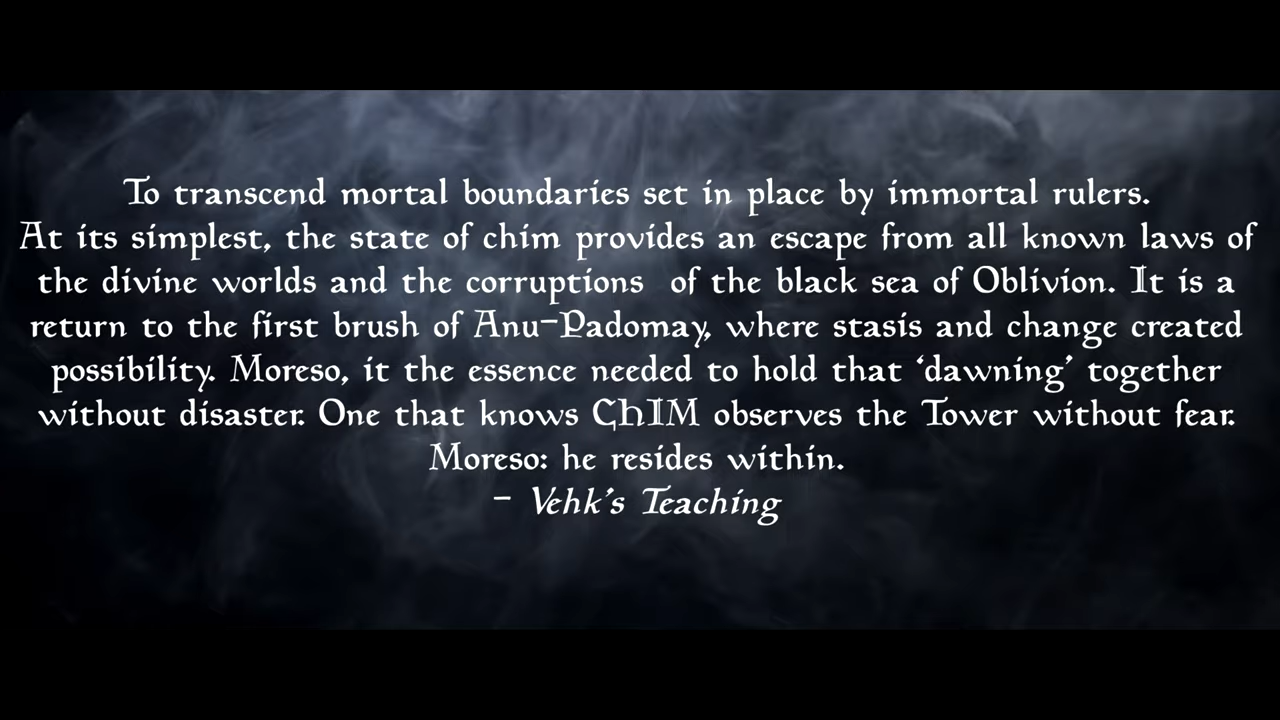 To transcend mortal boundaries set in place by immortal rulers.
At its simplest, the state of chim provides an escape from all known laws of
the divine worlds and the corruptions  of the black sea of Oblivion. It is a
return to the first brush of Anu-Padomay, where stasis and change created
possibility. Moreso, it the essence needed to hold that ‘dawning’ together
without disaster. One that knows CHIM observes the Tower without fear.
Moreso: he resides within.
- Vehk’s Teaching